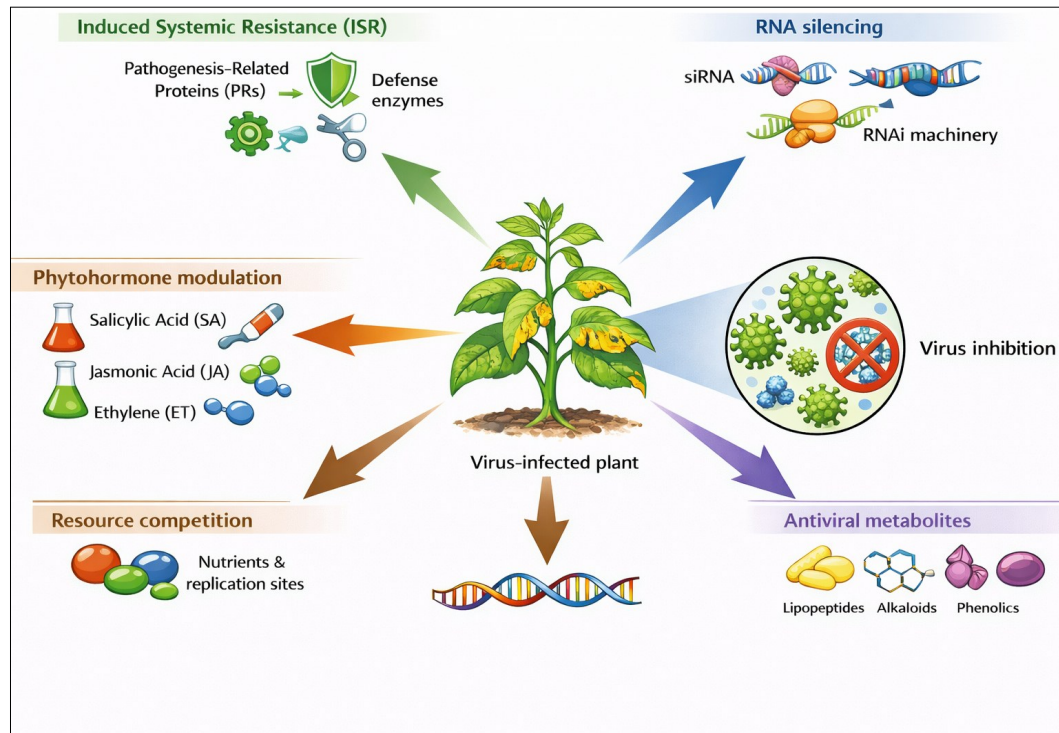 Induced Systemic Resistance (ISR)
Pathogenesis-Related
Proteins (PRs)
Defense
enzymes
RNA silencing
siRNA
RNAi machinery
Phytohormone modulation
Salicylic Acid (SA)
Jasmonic Acid (JA)
Ethylene (ET)
Virus inhibition
Virus-infected plant
Resource competition
Nutrients &
replication sites
Antiviral metabolites
Lipopeptides
Alkaloids
Phenolics